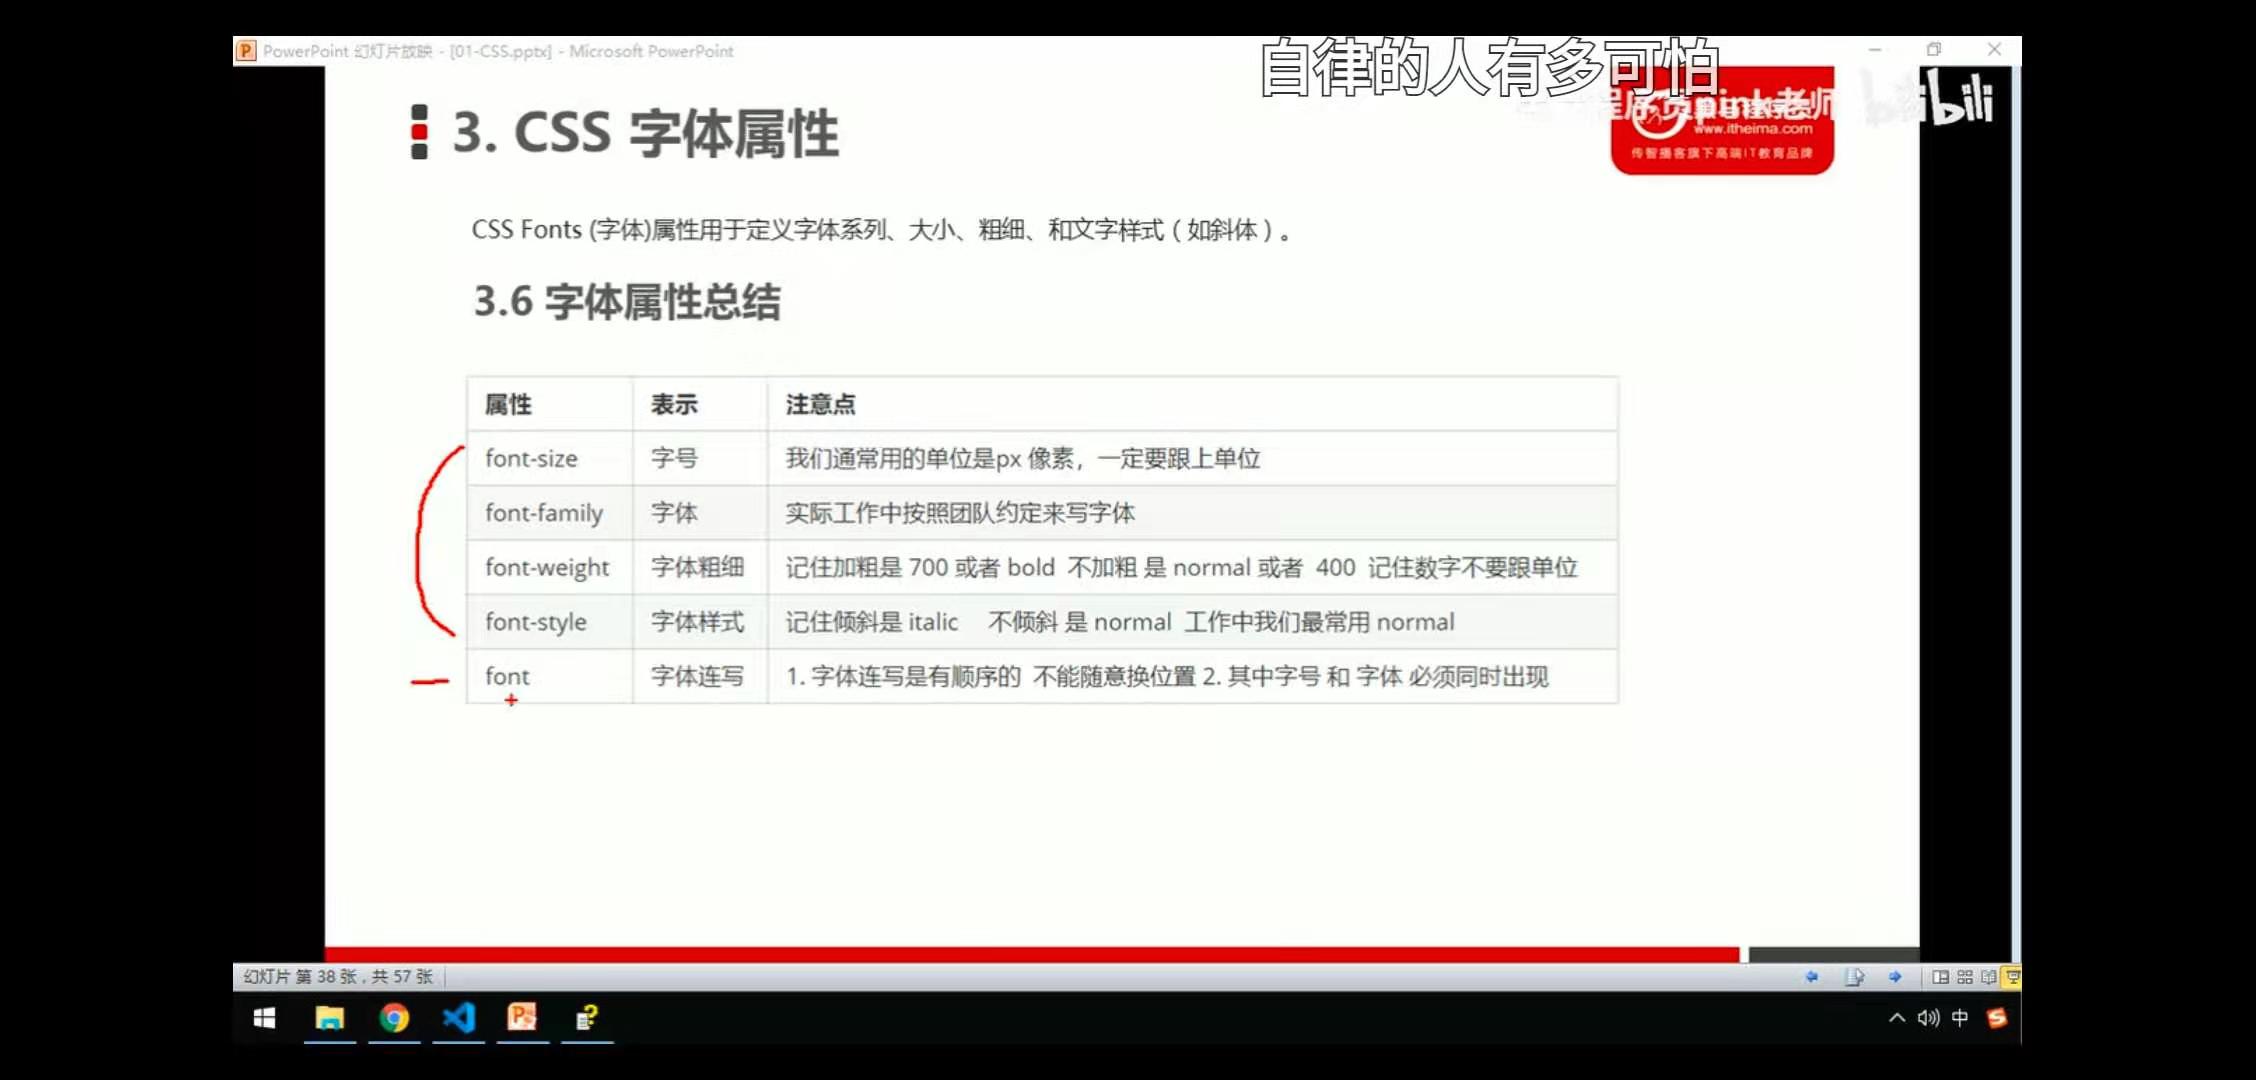 PowerPoint 幻灯片放映 - [01-CSS.pptx] - Microsoft PowerPoint
自律的人有多可怕
pink老师
bilibili
www.itheima.com
传智播客旗下高端IT教育品牌
3. CSS 字体属性
CSS Fonts (字体)属性用于定义字体系列、大小、粗细、和文字样式（如斜体）。
3.6 字体属性总结
属性 表示 注意点
font-size 字号 我们通常用的单位是px 像素，一定要跟上单位
font-family 字体 实际工作中按照团队约定来写字体
font-weight 字体粗细 记住加粗是 700 或者 bold 不加粗 是 normal 或者 400 记住数字不要跟单位
font-style 字体样式 记住倾斜是 italic 不倾斜 是 normal 工作中我们最常用 normal
font 字体连写 1. 字体连写是有顺序的 不能随意换位置 2. 其中字号 和 字体 必须同时出现
幻灯片 第 38 张，共 57 张
中